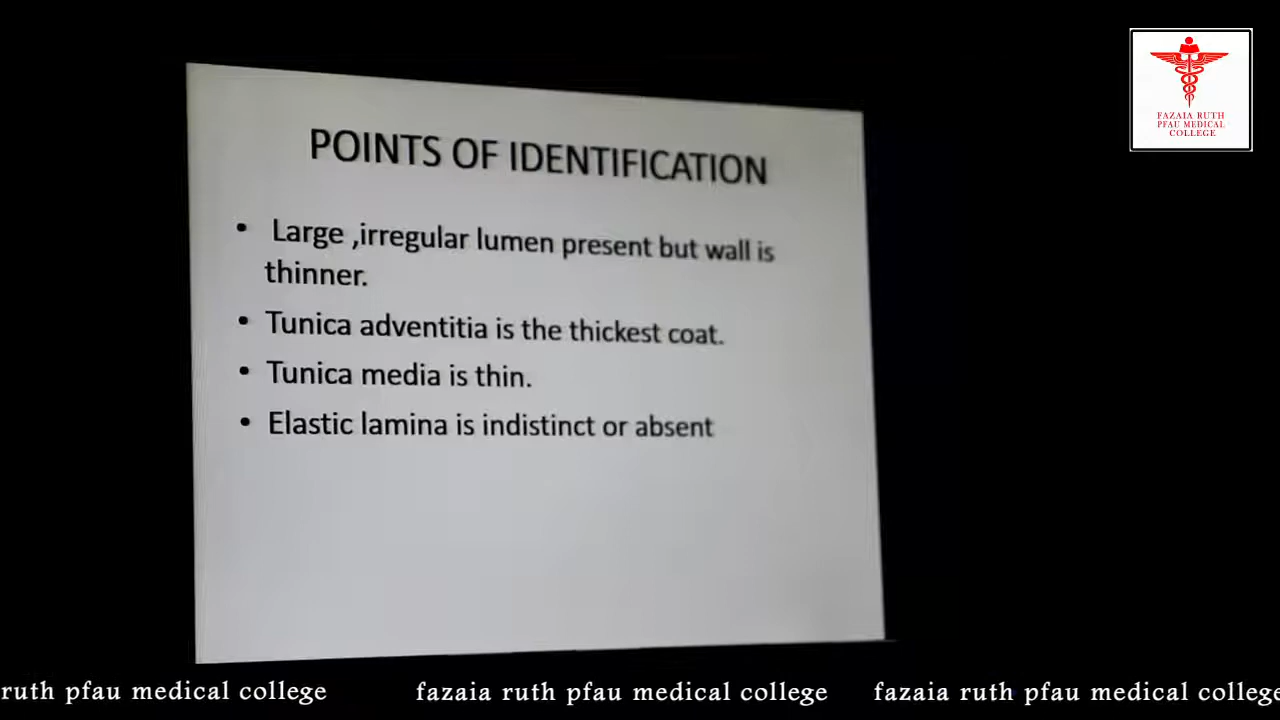 FAZAIA RUTH
PFAU MEDICAL
COLLEGE
POINTS OF IDENTIFICATION
• Large ,irregular lumen present but wall is
thinner.
• Tunica adventitia is the thickest coat.
• Tunica media is thin.
• Elastic lamina is indistinct or absent
ruth pfau medical college fazaia ruth pfau medical college fazaia ruth pfau medical college